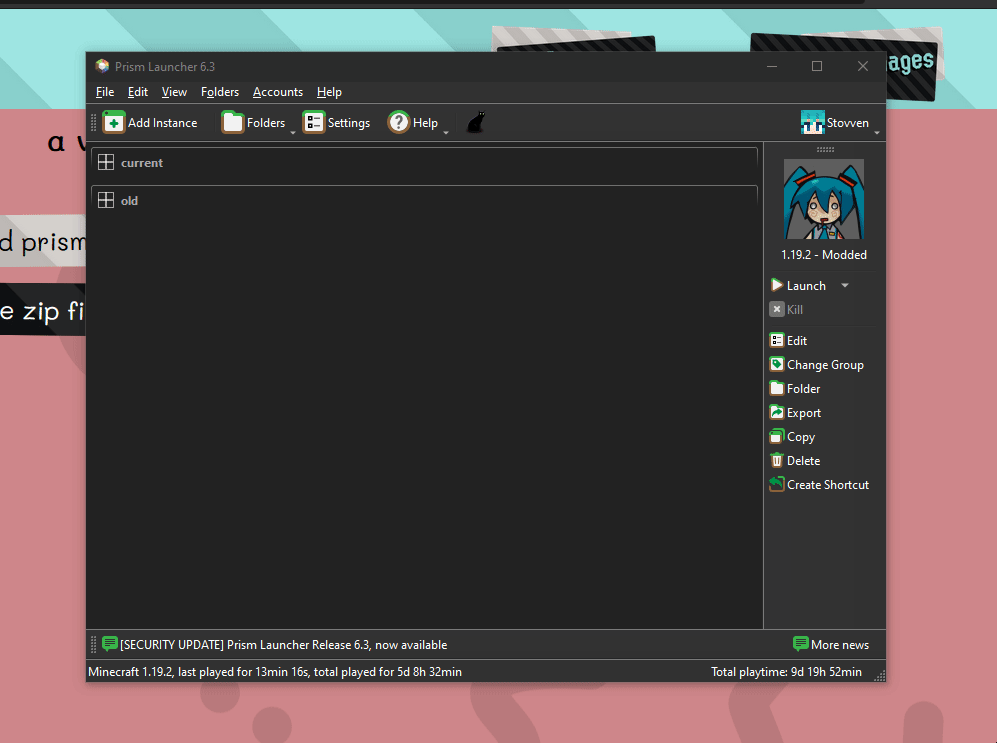 ages
Prism Launcher 6.3
File Edit View Folders Accounts Help
Add Instance Folders Settings Help Stovven
a
current
old
d prism
1.19.2 - Modded
Launch
e zip fi
Kill
Edit
Change Group
Folder
Export
Copy
Delete
Create Shortcut
[SECURITY UPDATE] Prism Launcher Release 6.3, now available More news
Minecraft 1.19.2, last played for 13min 16s, total played for 5d 8h 32min Total playtime: 9d 19h 52min